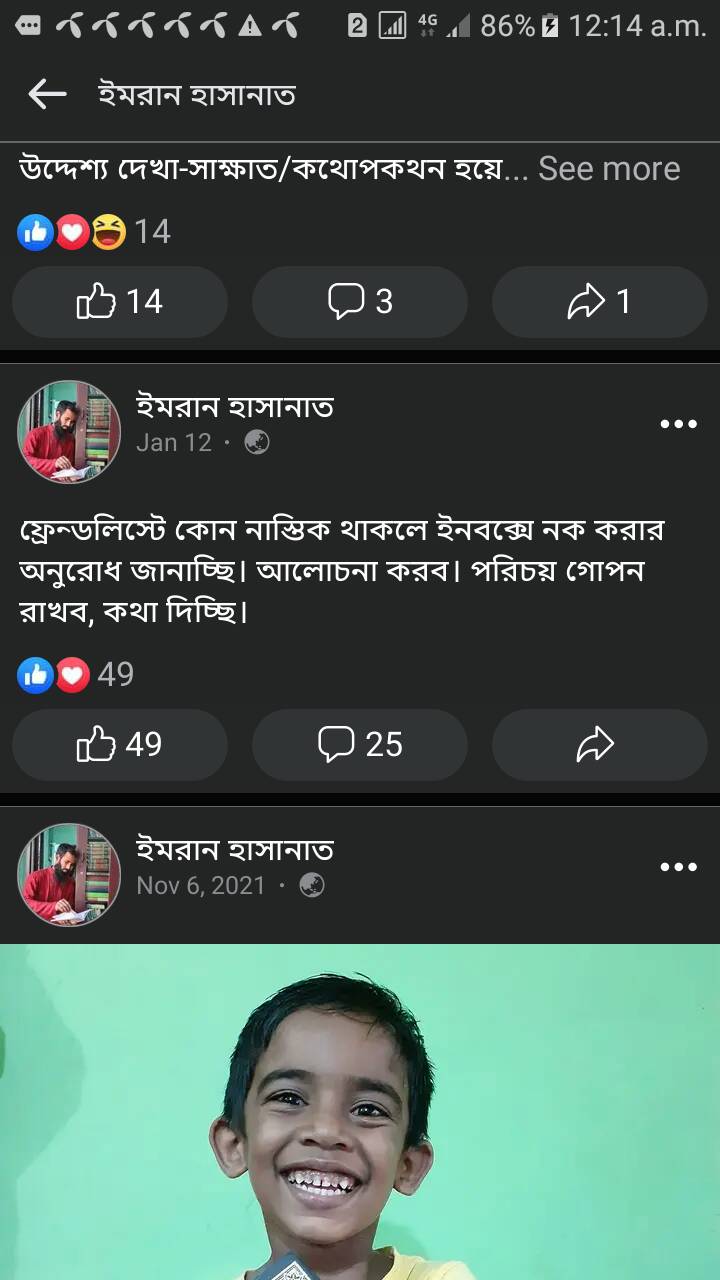 2 4G 86% 12:14 a.m.
ইমরান হাসানাত
উদ্দেশ্য দেখা-সাক্ষাত/কথোপকথন হয়ে... See more
14
14 3 1
ইমরান হাসানাত
Jan 12
ফ্রেন্ডলিস্টে কোন নাস্তিক থাকলে ইনবক্সে নক করার
অনুরোধ জানাচ্ছি। আলোচনা করব। পরিচয় গোপন
রাখব, কথা দিচ্ছি।
49
49 25
ইমরান হাসানাত
Nov 6, 2021